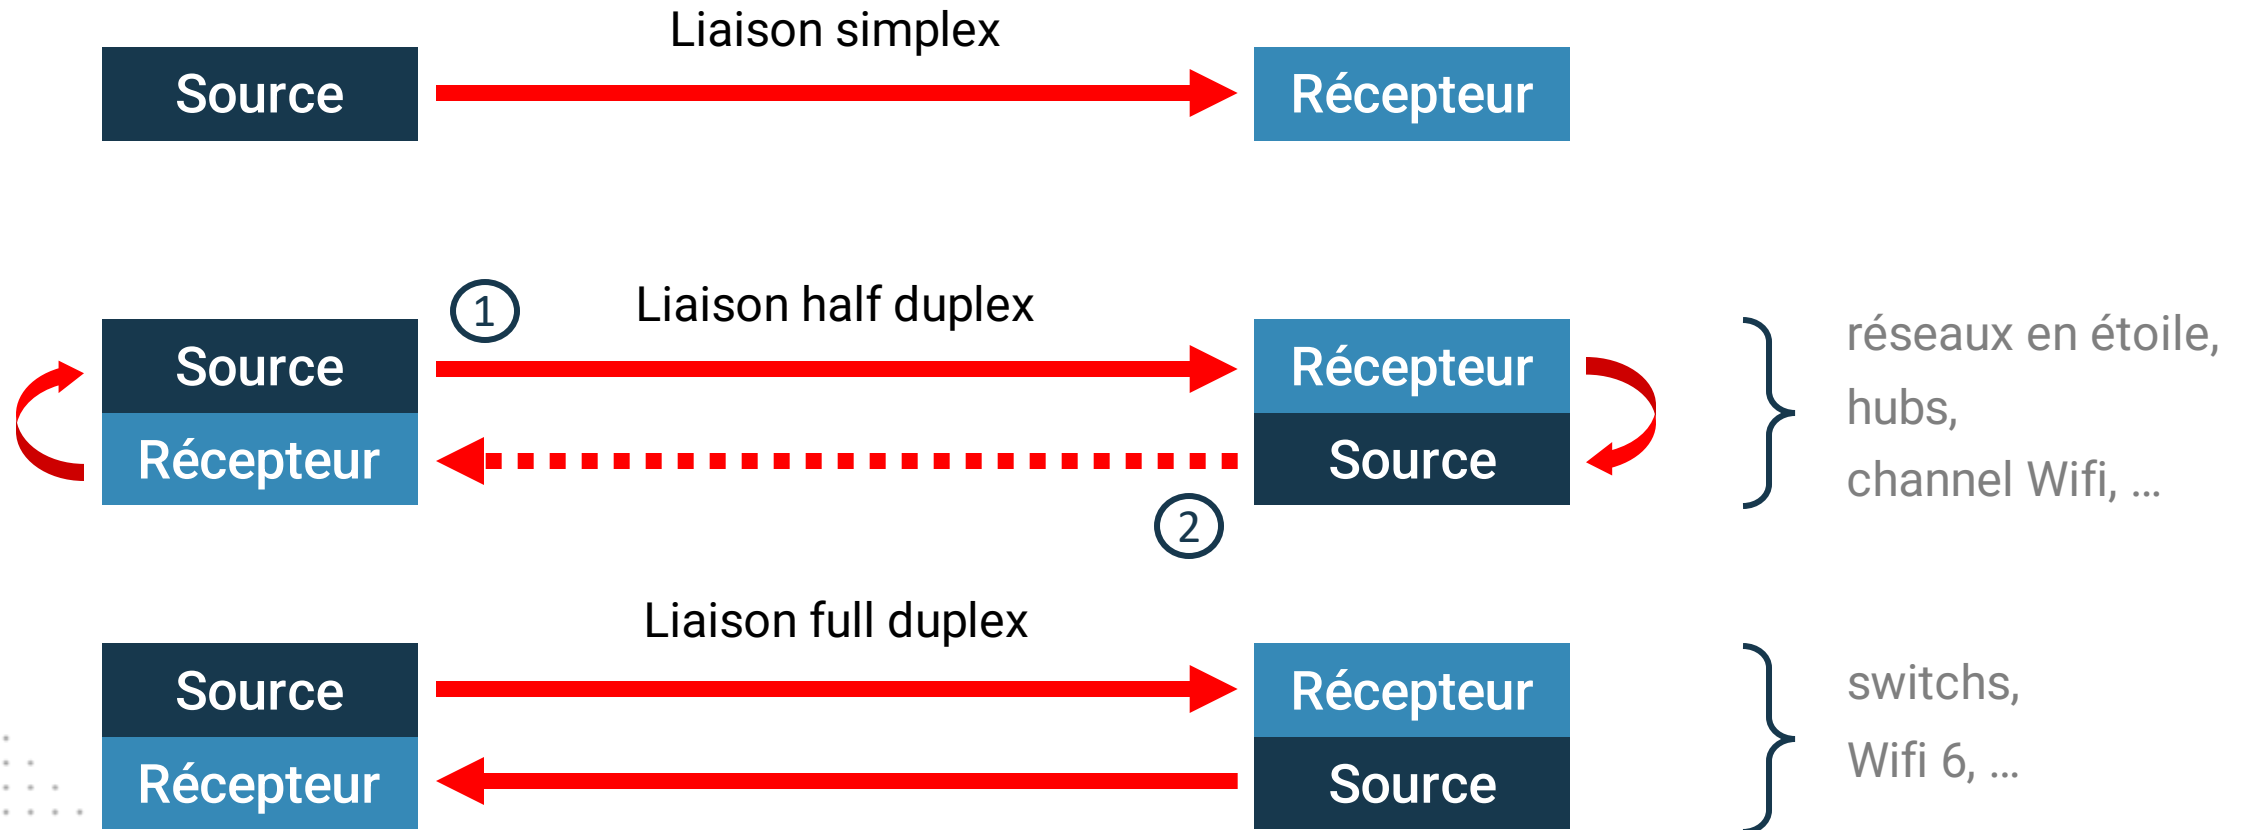 Liaison simplex
Source
Récepteur
1
Liaison half duplex
Source
Récepteur
Récepteur
Source
2
réseaux en étoile,
hubs,
channel Wifi, ...
Liaison full duplex
Source
Récepteur
Récepteur
Source
switchs,
Wifi 6, ...